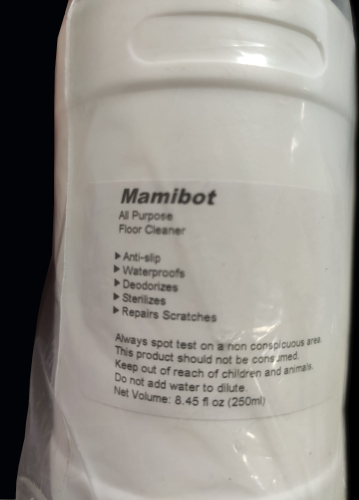 Mamibot
All Purpose
Floor Cleaner
▶ Anti-slip
▶ Waterproofs
▶ Deodorizes
▶ Sterilizes
▶ Repairs Scratches
Always spot test on a non conspicuous area.
This product should not be consumed.
Keep out of reach of children and animals.
Do not add water to dilute.
Net Volume: 8.45 fl oz (250ml)